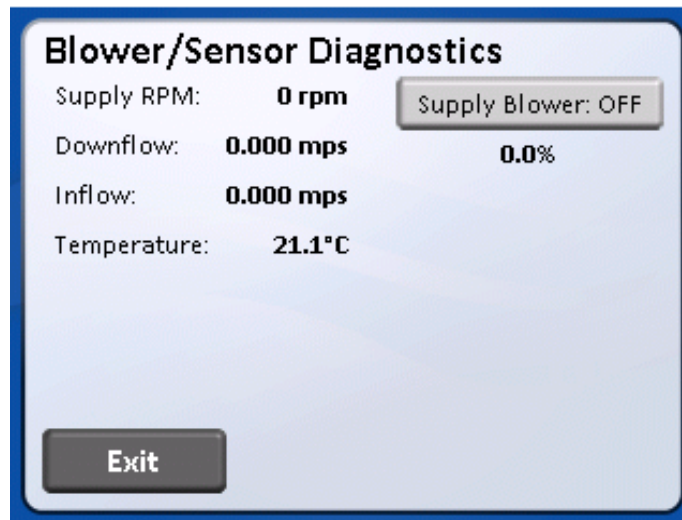 Blower/Sensor Diagnostics
Supply RPM: 0 rpm
Supply Blower: OFF
Downflow: 0.000 mps
0.0%
Inflow: 0.000 mps
Temperature: 21.1°C
Exit